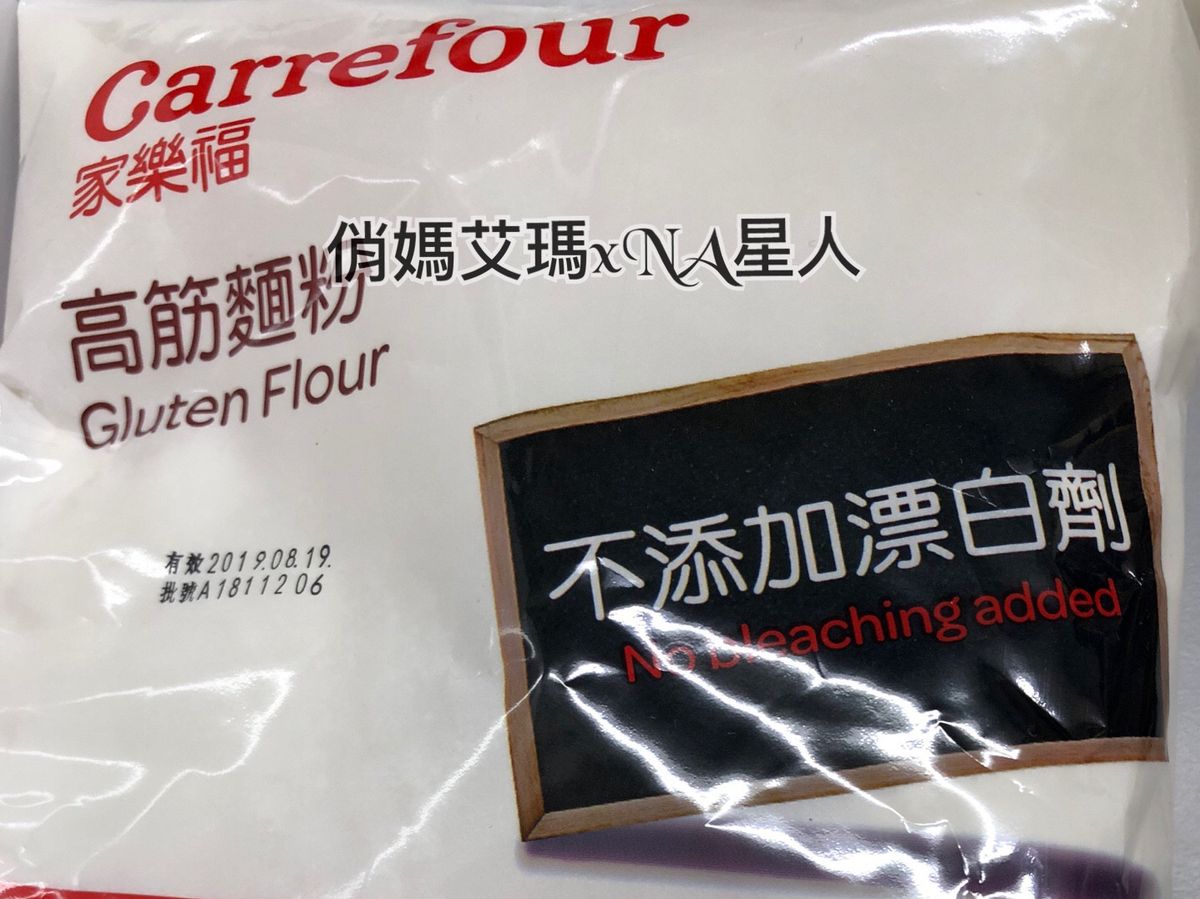 Carrefour
家樂福
俏媽艾瑪xNA星人
高筋麵粉
Gluten Flour
不添加漂白劑
No bleaching added
有效2019.08.19.
批號A1811206